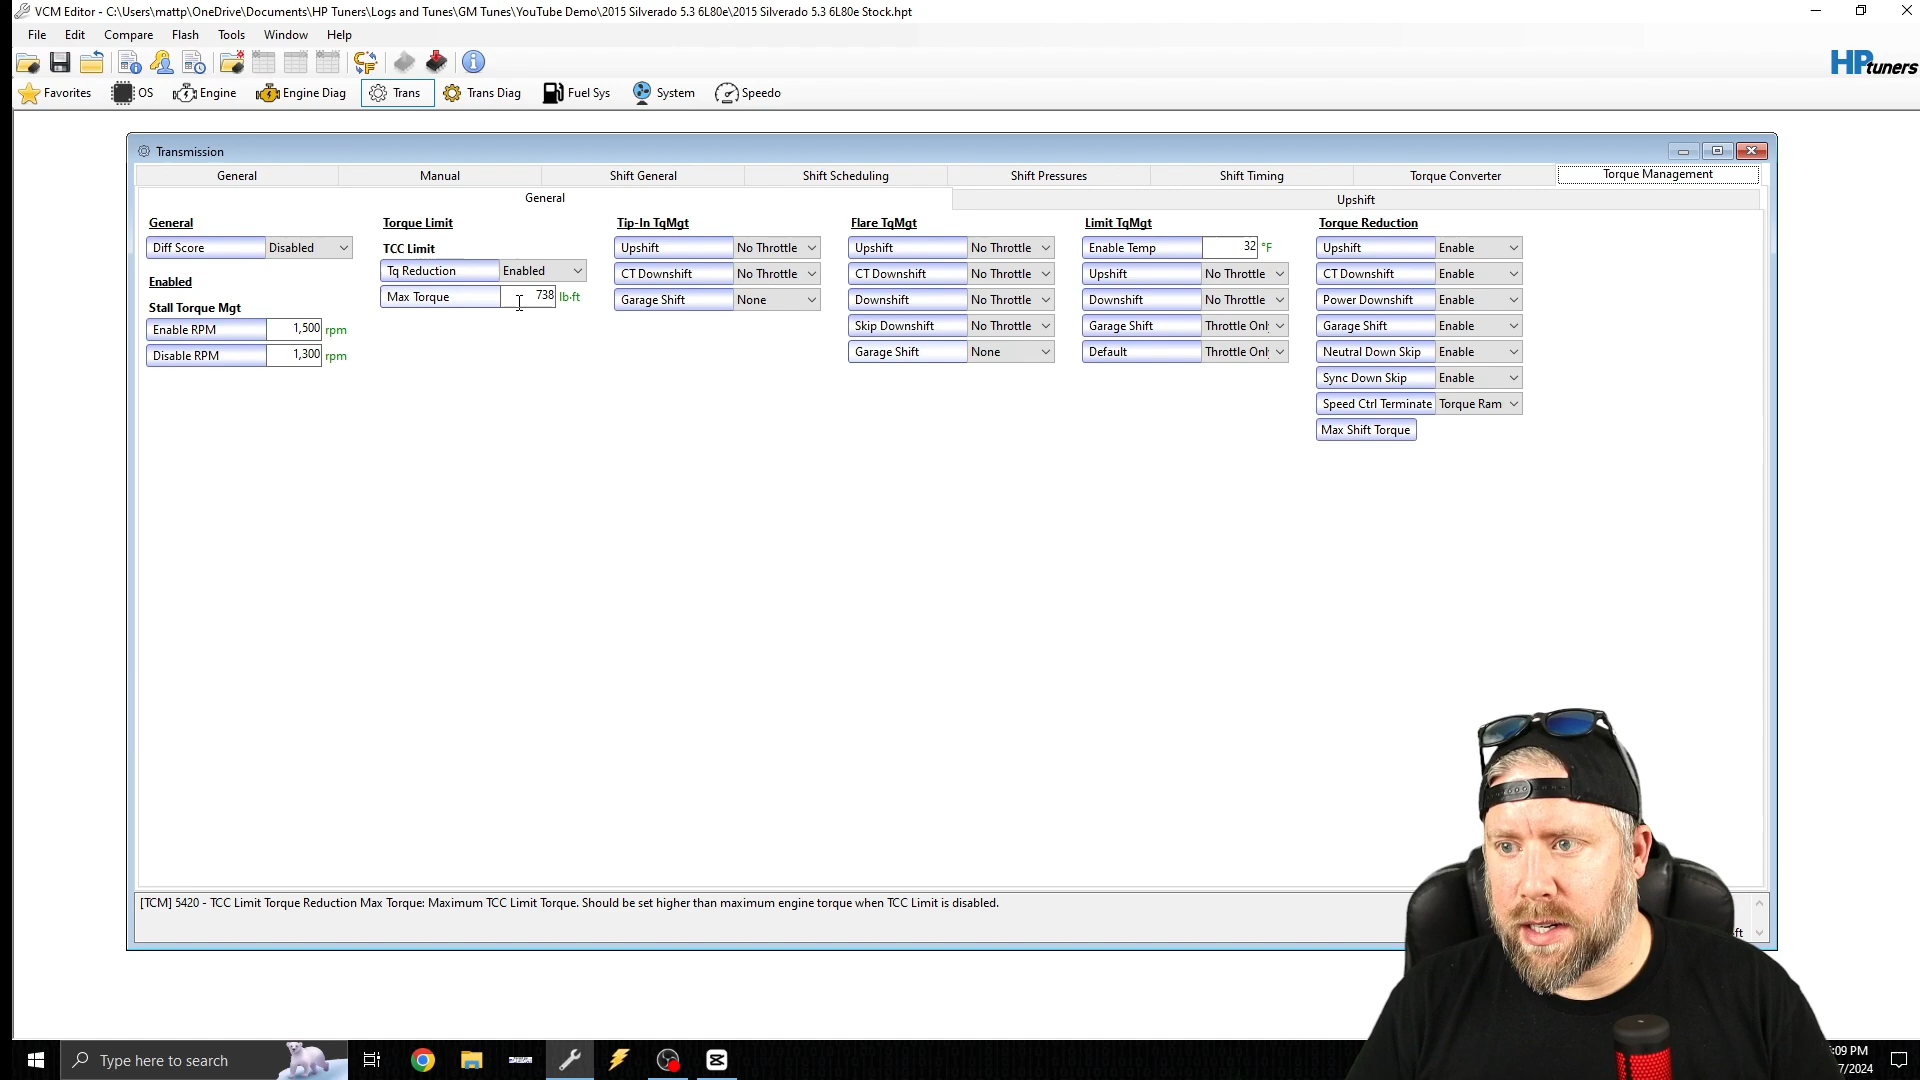 VCM Editor - C:\Users\mattp\OneDrive\Documents\HP Tuners\Logs and Tunes\GM Tunes\YouTube Demo\2015 Silverado 5.3 6L80e\2015 Silverado 5.3 6L80e Stock.hpt
File Edit Compare Flash Tools Window Help
HPtuners
Favorites OS Engine Engine Diag Trans Trans Diag Fuel Sys System Speedo
Transmission
General Manual Shift General Shift Scheduling Shift Pressures Shift Timing Torque Converter Torque Management
General Upshift
General Torque Limit Tip-In TqMgt Flare TqMgt Limit TqMgt Torque Reduction
Diff Score Disabled TCC Limit Upshift No Throttle Upshift No Throttle Enable Temp 32 °F Upshift Enable
Tq Reduction Enabled CT Downshift No Throttle CT Downshift No Throttle Upshift No Throttle CT Downshift Enable
Enabled
Max Torque 738 lb·ft Garage Shift None Downshift No Throttle Downshift No Throttle Power Downshift Enable
Stall Torque Mgt
Enable RPM 1,500 rpm Skip Downshift No Throttle Garage Shift Throttle Onl Garage Shift Enable
Disable RPM 1,300 rpm Garage Shift None Default Throttle Onl Neutral Down Skip Enable
Sync Down Skip Enable
Speed Ctrl Terminate Torque Ram
Max Shift Torque
[TCM] 5420 - TCC Limit Torque Reduction Max Torque: Maximum TCC Limit Torque. Should be set higher than maximum engine torque when TCC Limit is disabled.
ft
Type here to search
:09 PM
7/2024